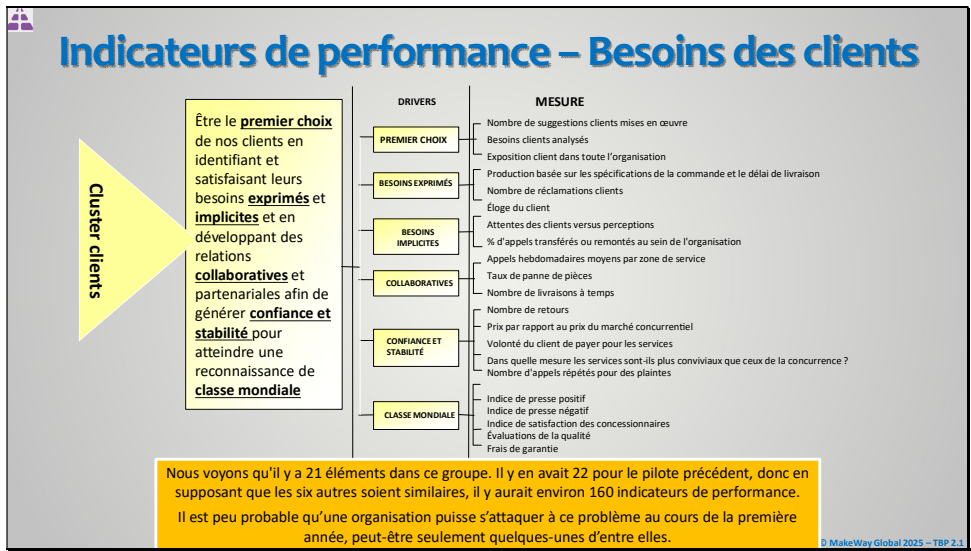 Indicateurs de performance – Besoins des clients
Cluster clients
Être le premier choix
de nos clients en
identifiant et
satisfaisant leurs
besoins exprimés et
implicites et en
développant des
relations
collaboratives et
partenariales afin de
générer confiance et
stabilité pour
atteindre une
reconnaissance de
classe mondiale
DRIVERS
PREMIER CHOIX
BESOINS EXPRIMÉS
BESOINS
IMPLICITES
COLLABORATIVES
CONFIANCE ET
STABILITÉ
CLASSE MONDIALE
MESURE
Nombre de suggestions clients mises en œuvre
Besoins clients analysés
Exposition client dans toute l'organisation
Production basée sur les spécifications de la commande et le délai de livraison
Nombre de réclamations clients
Éloge du client
Attentes des clients versus perceptions
% d'appels transférés ou remontés au sein de l'organisation
Appels hebdomadaires moyens par zone de service
Taux de panne de pièces
Nombre de livraisons à temps
Nombre de retours
Prix par rapport au prix du marché concurrentiel
Volonté du client de payer pour les services
Dans quelle mesure les services sont-ils plus conviviaux que ceux de la concurrence ?
Nombre d'appels répétés pour des plaintes
Indice de presse positif
Indice de presse négatif
Indice de satisfaction des concessionnaires
Évaluations de la qualité
Frais de garantie
Nous voyons qu'il y a 21 éléments dans ce groupe. Il y en avait 22 pour le pilote précédent, donc en
supposant que les six autres soient similaires, il y aurait environ 160 indicateurs de performance.
Il est peu probable qu'une organisation puisse s'attaquer à ce problème au cours de la première
année, peut-être seulement quelques-unes d'entre elles.
© MakeWay Global 2025 – TBP 2.1